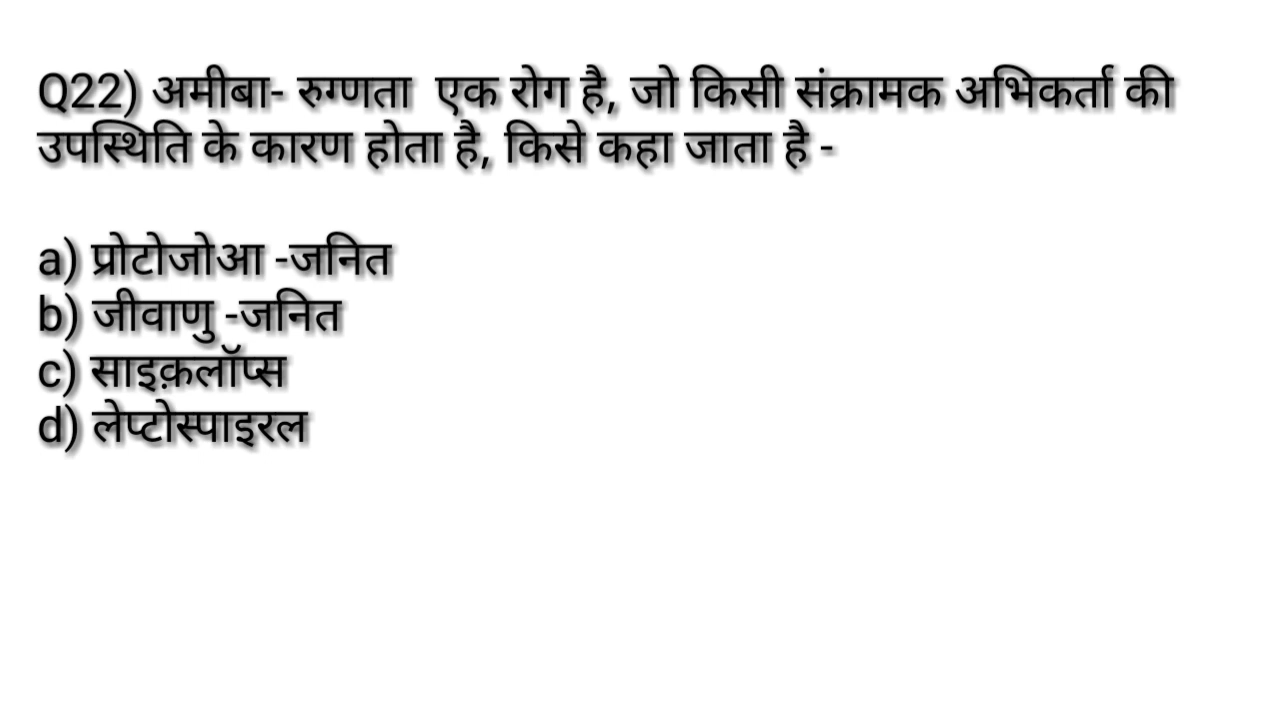 Q22) अमीबा- रुग्णता एक रोग है, जो किसी संक्रामक अभिकर्ता की
उपस्थिति के कारण होता है, किसे कहा जाता है -
a) प्रोटोजोआ -जनित
b) जीवाणु -जनित
c) साइक़लॉप्स
d) लेप्टोस्पाइरल